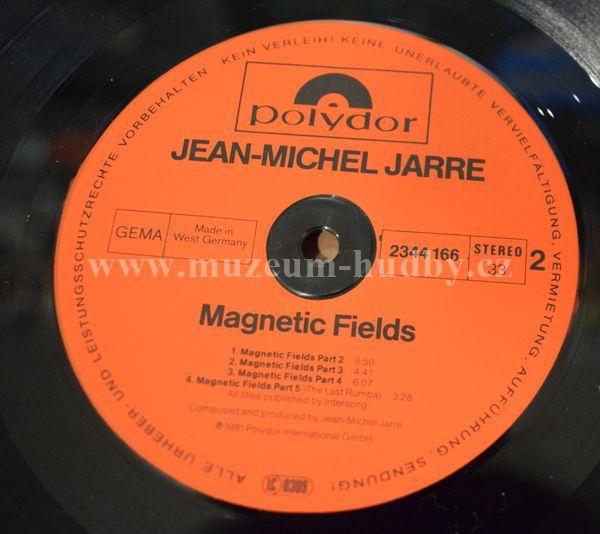 ALLE URHEBER- UND LEISTUNGSSCHUTZRECHTE VORBEHALTEN · KEIN VERLEIH! KEINE UNERLAUBTE VERVIELFÄLTIGUNG, VERMIETUNG, AUFFÜHRUNG, SENDUNG!
polydor
JEAN-MICHEL JARRE
GEMA
Made in
West Germany
2344 166
STEREO
33
2
www.muzeum-hudby.cz
Magnetic Fields
1. Magnetic Fields Part 2 3:50
2. Magnetic Fields Part 3 4:41
3. Magnetic Fields Part 4 6:07
4. Magnetic Fields Part 5 (The Last Rumba) 3:28
All titles published by Intersong
Composed and produced by Jean-Michel Jarre
℗ 1981 Polydor International GmbH
LC 0309